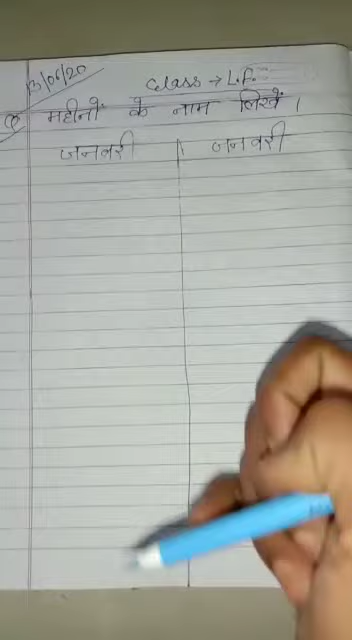 13/06/20
Class → L.F.
Q महीनों के नाम लिखें।
जनवरी | जनवरी